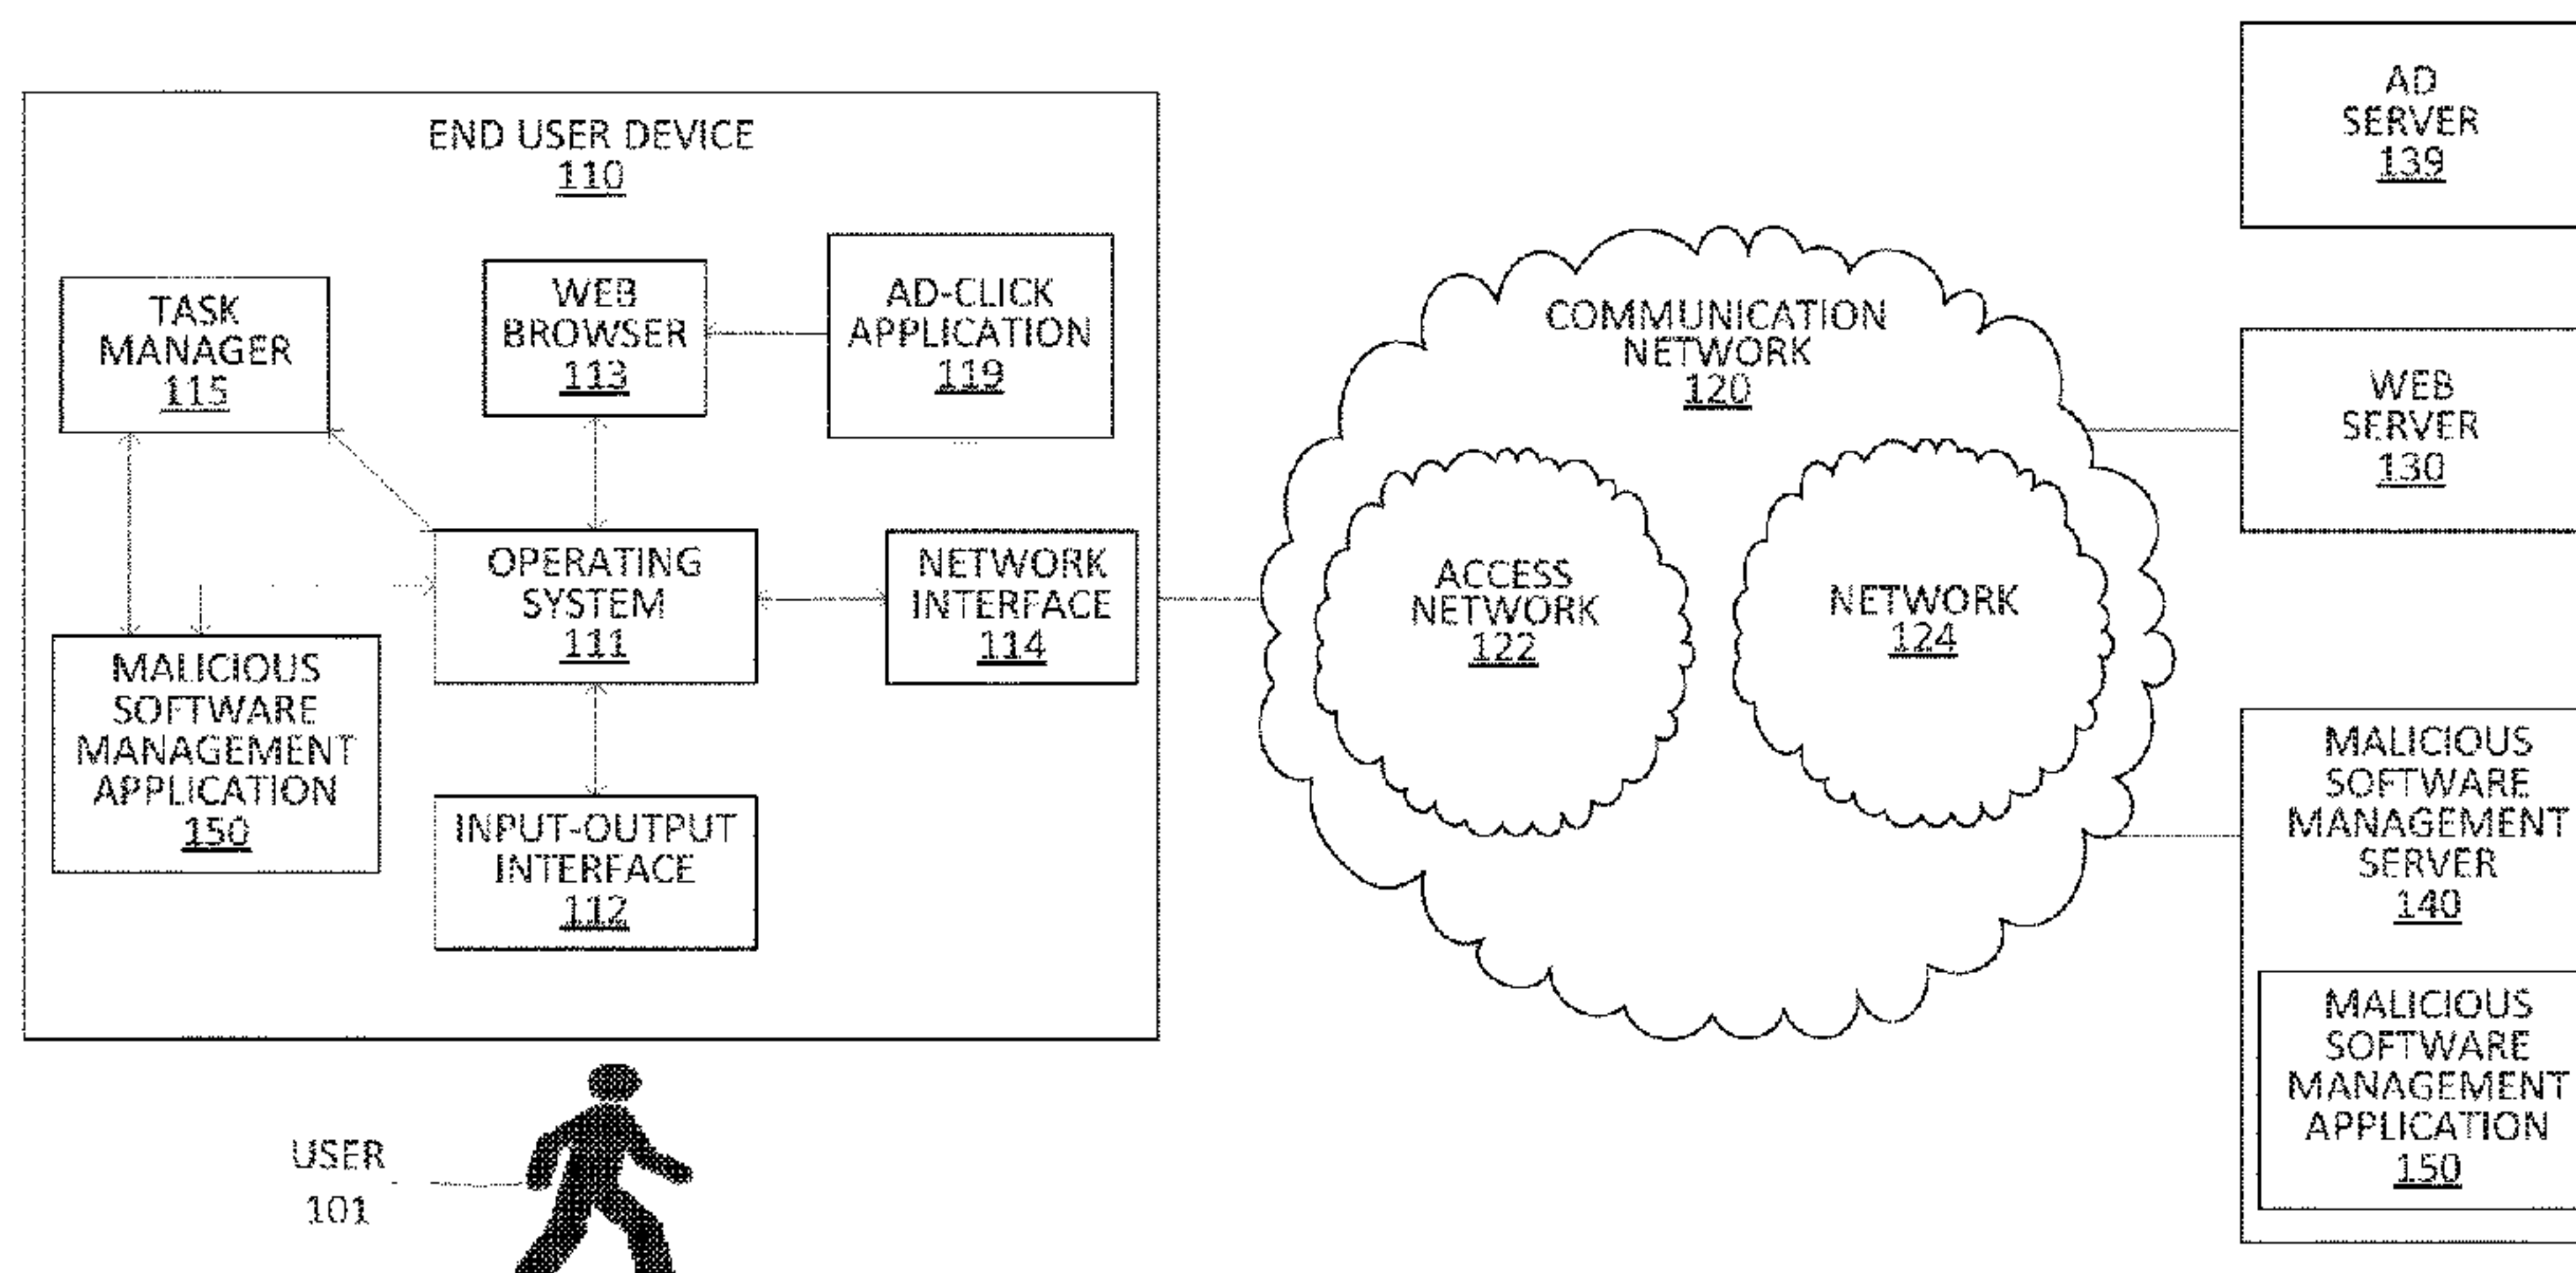 END USER DEVICE
110
TASK
MANAGER
115
WEB
BROWSER
113
AD-CLICK
APPLICATION
119
OPERATING
SYSTEM
111
NETWORK
INTERFACE
114
MALICIOUS
SOFTWARE
MANAGEMENT
APPLICATION
150
INPUT-OUTPUT
INTERFACE
112
USER
101
COMMUNICATION
NETWORK
120
ACCESS
NETWORK
122
NETWORK
124
AD
SERVER
139
WEB
SERVER
130
MALICIOUS
SOFTWARE
MANAGEMENT
SERVER
140
MALICIOUS
SOFTWARE
MANAGEMENT
APPLICATION
150